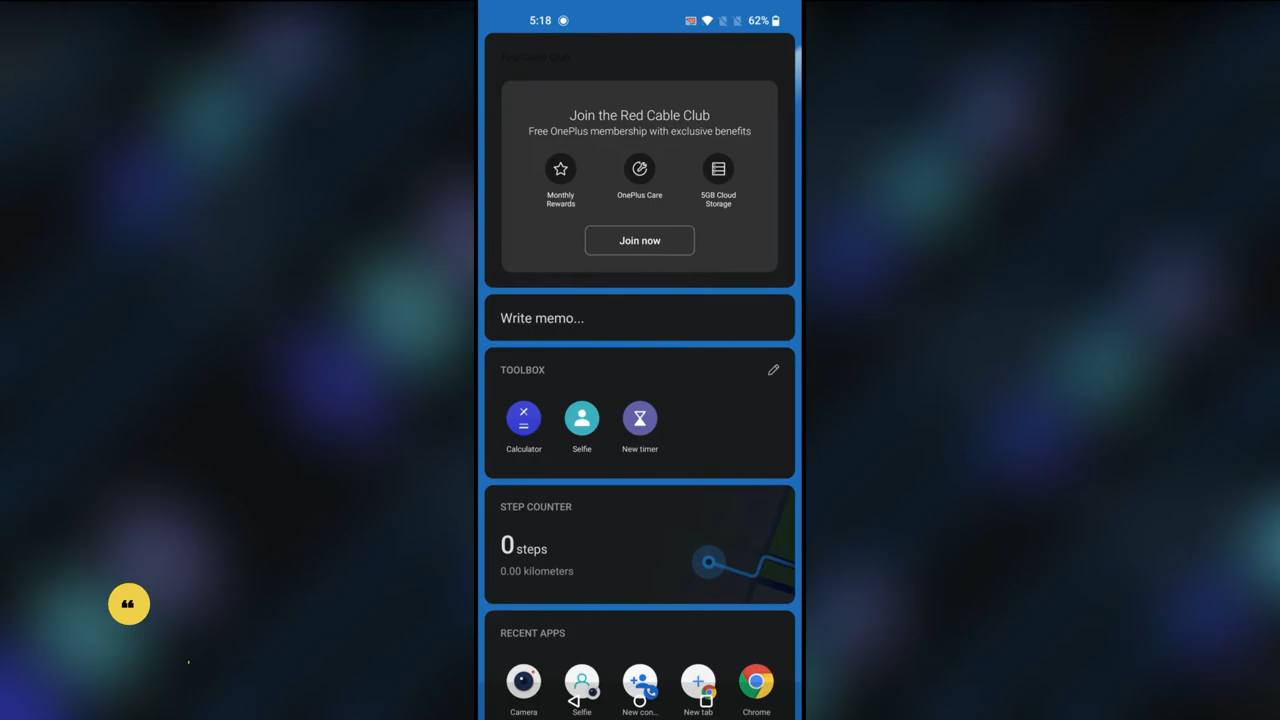 5:18
62%
Join the Red Cable Club
Free OnePlus membership with exclusive benefits
Monthly
Rewards
OnePlus Care
5GB Cloud
Storage
Join now
Write memo...
TOOLBOX
Calculator
Selfie
New timer
STEP COUNTER
0 steps
0.00 kilometers
RECENT APPS
Camera
Selfie
New con...
New tab
Chrome